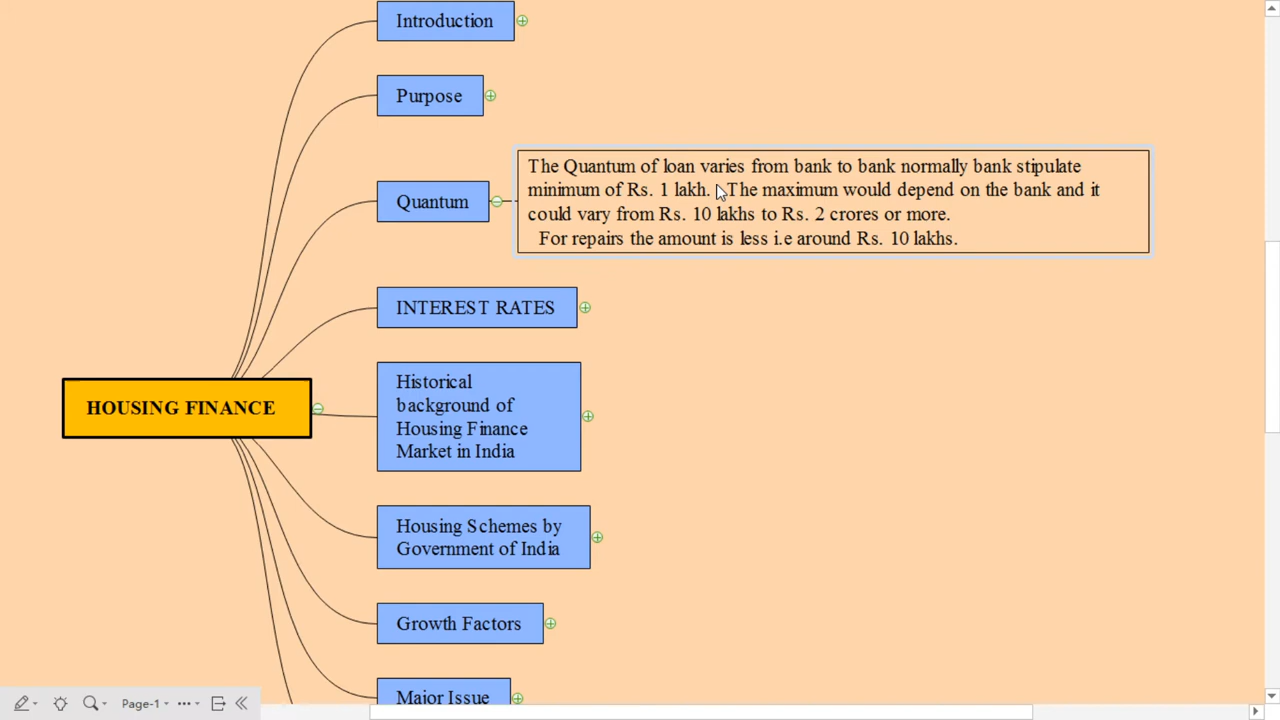 Introduction
Purpose
The Quantum of loan varies from bank to bank normally bank stipulate
minimum of Rs. 1 lakh. The maximum would depend on the bank and it
Quantum
could vary from Rs. 10 lakhs to Rs. 2 crores or more.
For repairs the amount is less i.e around Rs. 10 lakhs.
INTEREST RATES
HOUSING FINANCE
Historical
background of
Housing Finance
Market in India
Housing Schemes by
Government of India
Growth Factors
Major Issue
Page-1